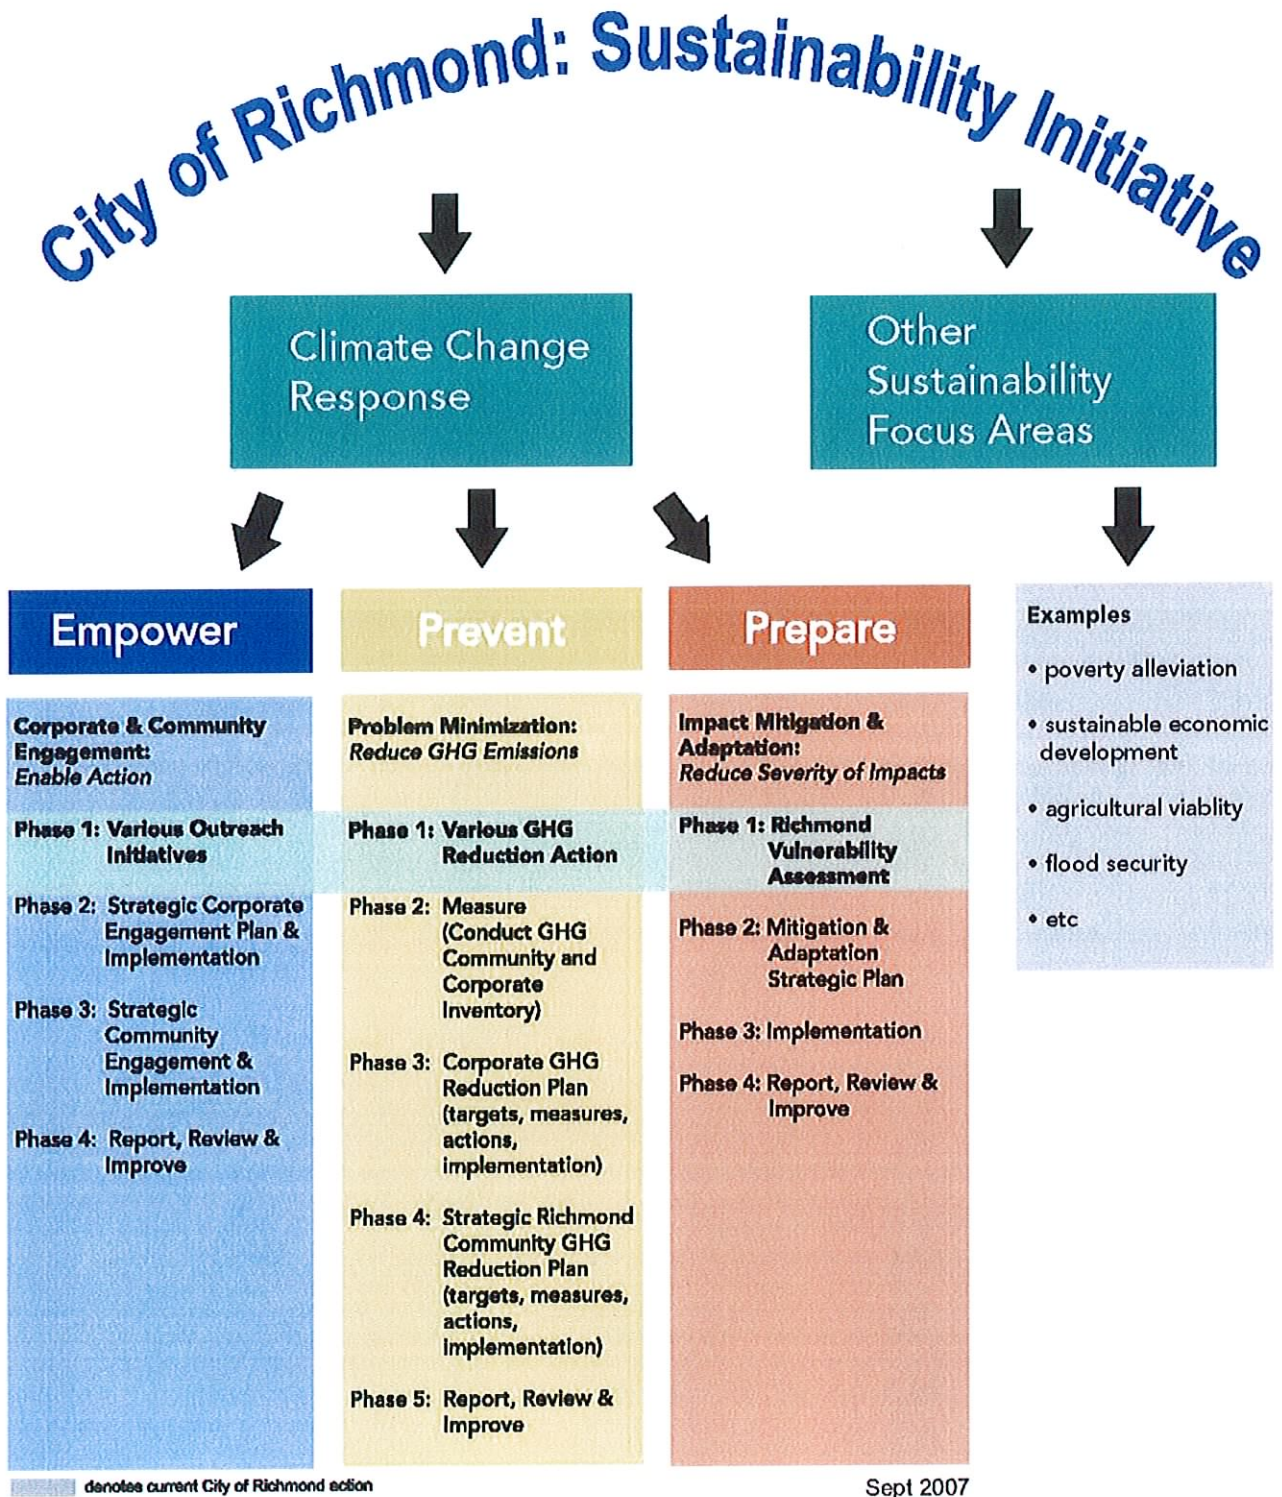 City of Richmond: Sustainability Initiative
Climate Change
Response
Other
Sustainability
Focus Areas
Empower
Corporate & Community
Engagement:
Enable Action
Phase 1: Various Outreach
Initiatives
Phase 2: Strategic Corporate
Engagement Plan &
Implementation
Phase 3: Strategic
Community
Engagement &
Implementation
Phase 4: Report, Review &
Improve
Prevent
Problem Minimization:
Reduce GHG Emissions
Phase 1: Various GHG
Reduction Action
Phase 2: Measure
(Conduct GHG
Community and
Corporate
Inventory)
Phase 3: Corporate GHG
Reduction Plan
(targets, measures,
actions,
implementation)
Phase 4: Strategic Richmond
Community GHG
Reduction Plan
(targets, measures,
actions,
implementation)
Phase 5: Report, Review &
Improve
Prepare
Impact Mitigation &
Adaptation:
Reduce Severity of Impacts
Phase 1: Richmond
Vulnerability
Assessment
Phase 2: Mitigation &
Adaptation
Strategic Plan
Phase 3: Implementation
Phase 4: Report, Review &
Improve
Examples
• poverty alleviation
• sustainable economic
development
• agricultural viablity
• flood security
• etc
denotes current City of Richmond action
Sept 2007